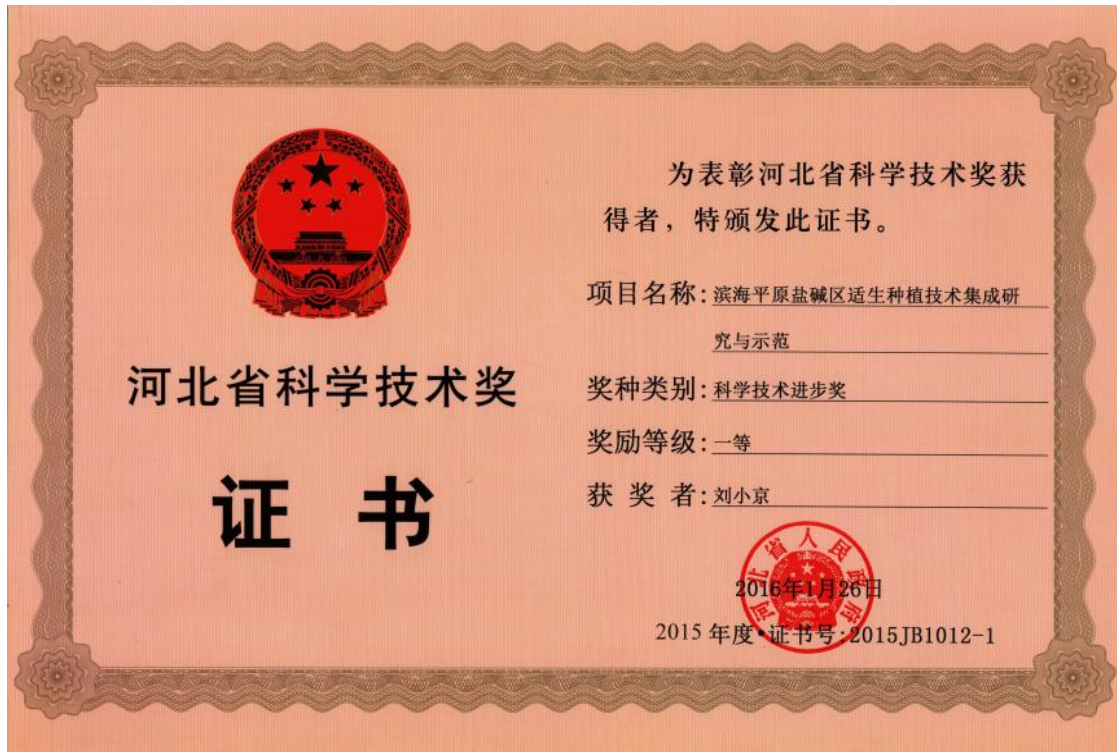 河北省科学技术奖
证 书
为表彰河北省科学技术奖获
得者，特颁发此证书。
项目名称：滨海平原盐碱区适生种植技术集成研
究与示范
奖种类别：科学技术进步奖
奖励等级：一等
获 奖 者：刘小京
河北省人民政府
2016年1月26日
2015 年度•证书号:2015JB1012-1